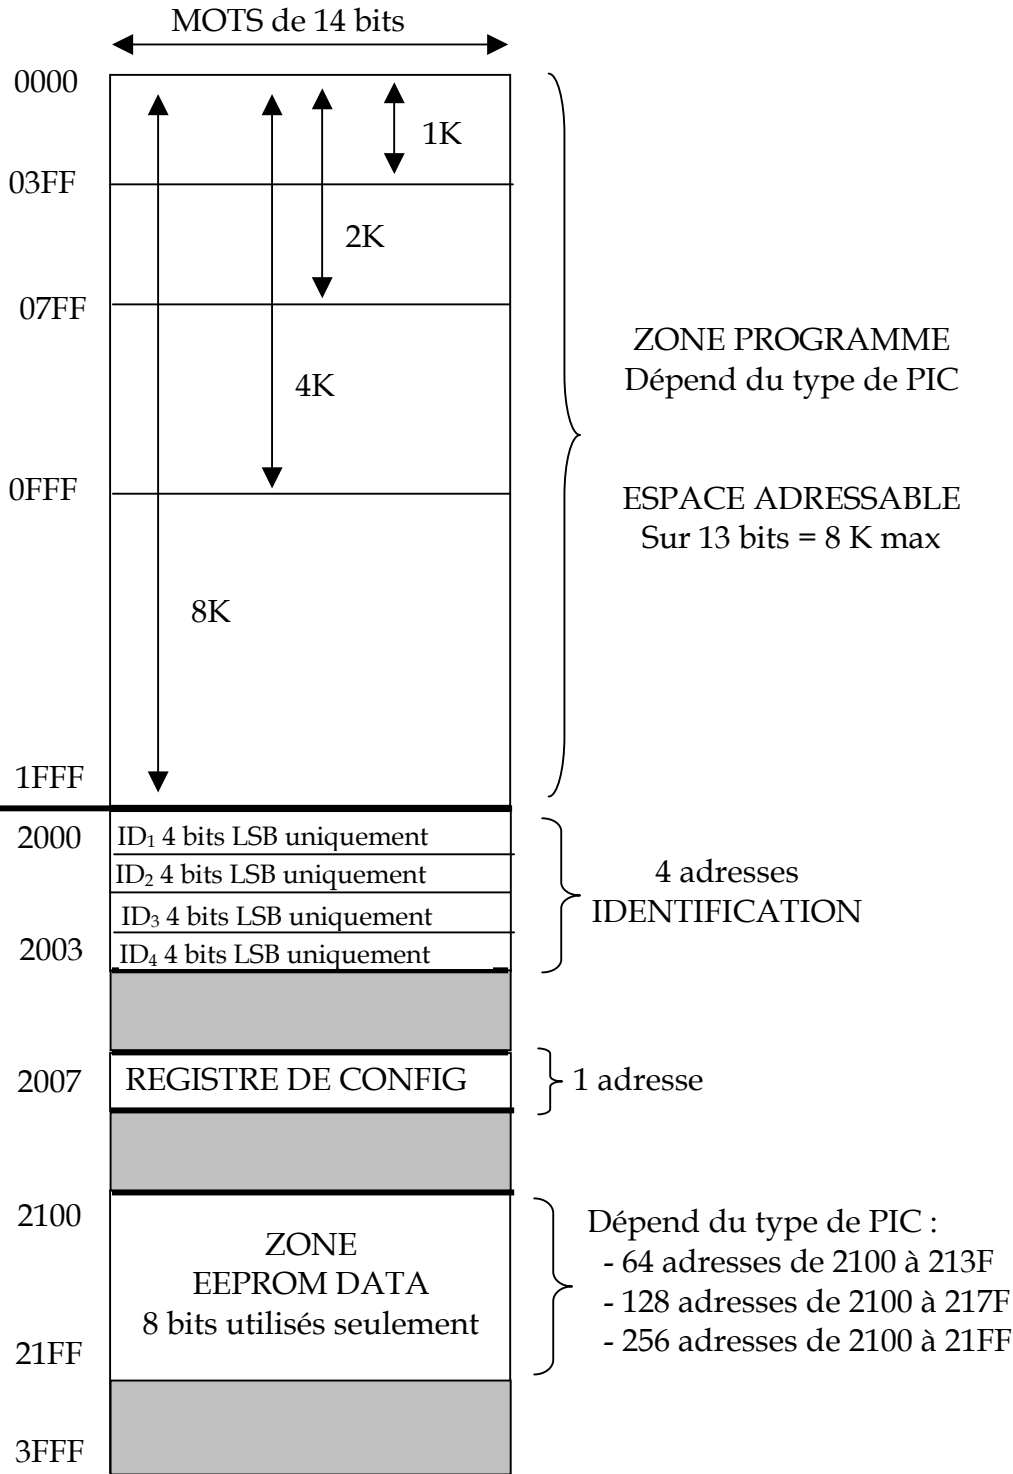 MOTS de 14 bits
0000
1K
03FF
2K
07FF
ZONE PROGRAMME
Dépend du type de PIC
4K
0FFF
ESPACE ADRESSABLE
Sur 13 bits = 8 K max
8K
1FFF
2000
ID₁ 4 bits LSB uniquement
ID₂ 4 bits LSB uniquement
ID₃ 4 bits LSB uniquement
2003
ID₄ 4 bits LSB uniquement
4 adresses
IDENTIFICATION
2007
REGISTRE DE CONFIG
1 adresse
2100
ZONE
EEPROM DATA
8 bits utilisés seulement
21FF
Dépend du type de PIC :
- 64 adresses de 2100 à 213F
- 128 adresses de 2100 à 217F
- 256 adresses de 2100 à 21FF
3FFF